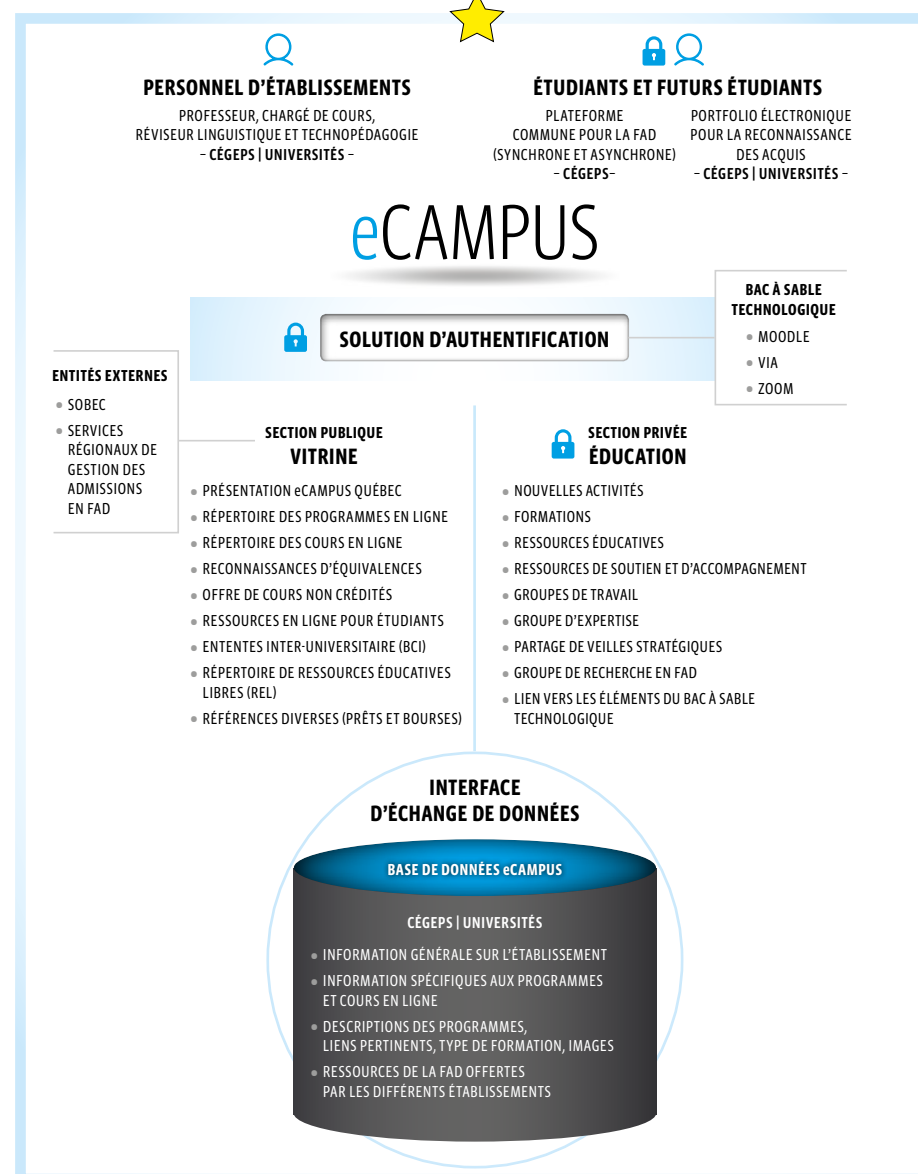 PERSONNEL D'ÉTABLISSEMENTS
PROFESSEUR, CHARGÉ DE COURS,
RÉVISEUR LINGUISTIQUE ET TECHNOPÉDAGOGIE
– CÉGEPS | UNIVERSITÉS –
ÉTUDIANTS ET FUTURS ÉTUDIANTS
PLATEFORME
COMMUNE POUR LA FAD
(SYNCHRONE ET ASYNCHRONE)
– CÉGEPS–
PORTFOLIO ÉLECTRONIQUE
POUR LA RECONNAISSANCE
DES ACQUIS
– CÉGEPS | UNIVERSITÉS –
eCAMPUS
SOLUTION D'AUTHENTIFICATION
BAC À SABLE
TECHNOLOGIQUE
• MOODLE
• VIA
• ZOOM
ENTITÉS EXTERNES
• SOBEC
• SERVICES
RÉGIONAUX DE
GESTION DES
ADMISSIONS
EN FAD
SECTION PUBLIQUE
VITRINE
• PRÉSENTATION eCAMPUS QUÉBEC
• RÉPERTOIRE DES PROGRAMMES EN LIGNE
• RÉPERTOIRE DES COURS EN LIGNE
• RECONNAISSANCES D'ÉQUIVALENCES
• OFFRE DE COURS NON CRÉDITÉS
• RESSOURCES EN LIGNE POUR ÉTUDIANTS
• ENTENTES INTER-UNIVERSITAIRE (BCI)
• RÉPERTOIRE DE RESSOURCES ÉDUCATIVES
LIBRES (REL)
• RÉFÉRENCES DIVERSES (PRÊTS ET BOURSES)
SECTION PRIVÉE
ÉDUCATION
• NOUVELLES ACTIVITÉS
• FORMATIONS
• RESSOURCES ÉDUCATIVES
• RESSOURCES DE SOUTIEN ET D'ACCOMPAGNEMENT
• GROUPES DE TRAVAIL
• GROUPE D'EXPERTISE
• PARTAGE DE VEILLES STRATÉGIQUES
• GROUPE DE RECHERCHE EN FAD
• LIEN VERS LES ÉLÉMENTS DU BAC À SABLE
TECHNOLOGIQUE
INTERFACE
D'ÉCHANGE DE DONNÉES
BASE DE DONNÉES eCAMPUS
CÉGEPS | UNIVERSITÉS
• INFORMATION GÉNÉRALE SUR L'ÉTABLISSEMENT
• INFORMATION SPÉCIFIQUES AUX PROGRAMMES
ET COURS EN LIGNE
• DESCRIPTIONS DES PROGRAMMES,
LIENS PERTINENTS, TYPE DE FORMATION, IMAGES
• RESSOURCES DE LA FAD OFFERTES
PAR LES DIFFÉRENTS ÉTABLISSEMENTS